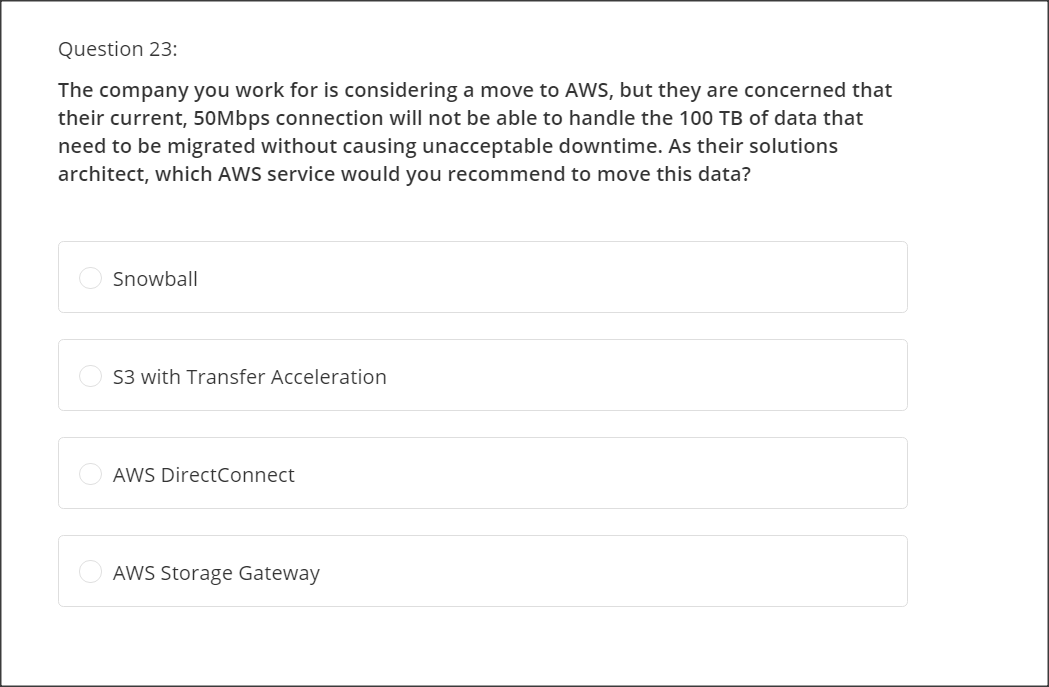 Question 23:
The company you work for is considering a move to AWS, but they are concerned that
their current, 50Mbps connection will not be able to handle the 100 TB of data that
need to be migrated without causing unacceptable downtime. As their solutions
architect, which AWS service would you recommend to move this data?
Snowball
S3 with Transfer Acceleration
AWS DirectConnect
AWS Storage Gateway